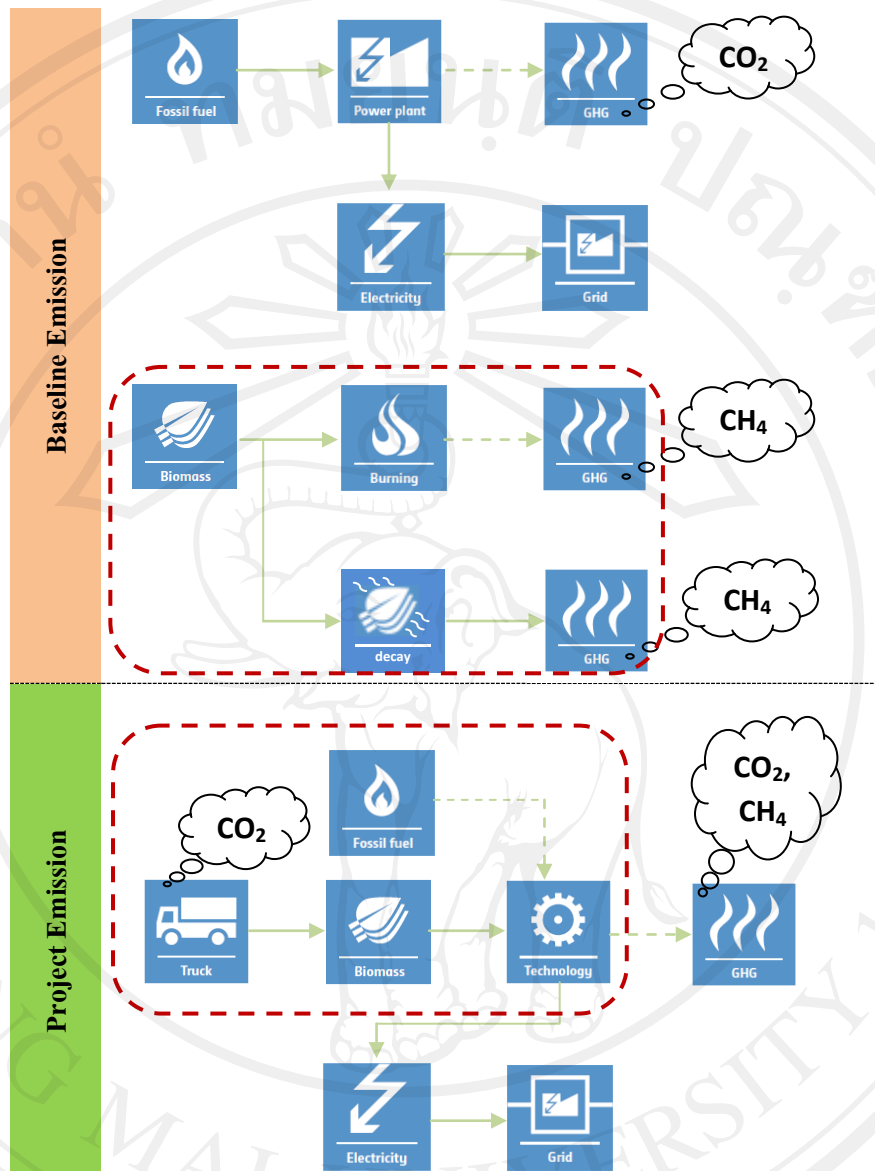 Baseline Emission
Fossil fuel
Power plant
GHG
CO₂
Electricity
Grid
Biomass
Burning
GHG
CH₄
decay
GHG
CH₄
Project Emission
Fossil fuel
CO₂
CO₂,
CH₄
Truck
Biomass
Technology
GHG
Electricity
Grid